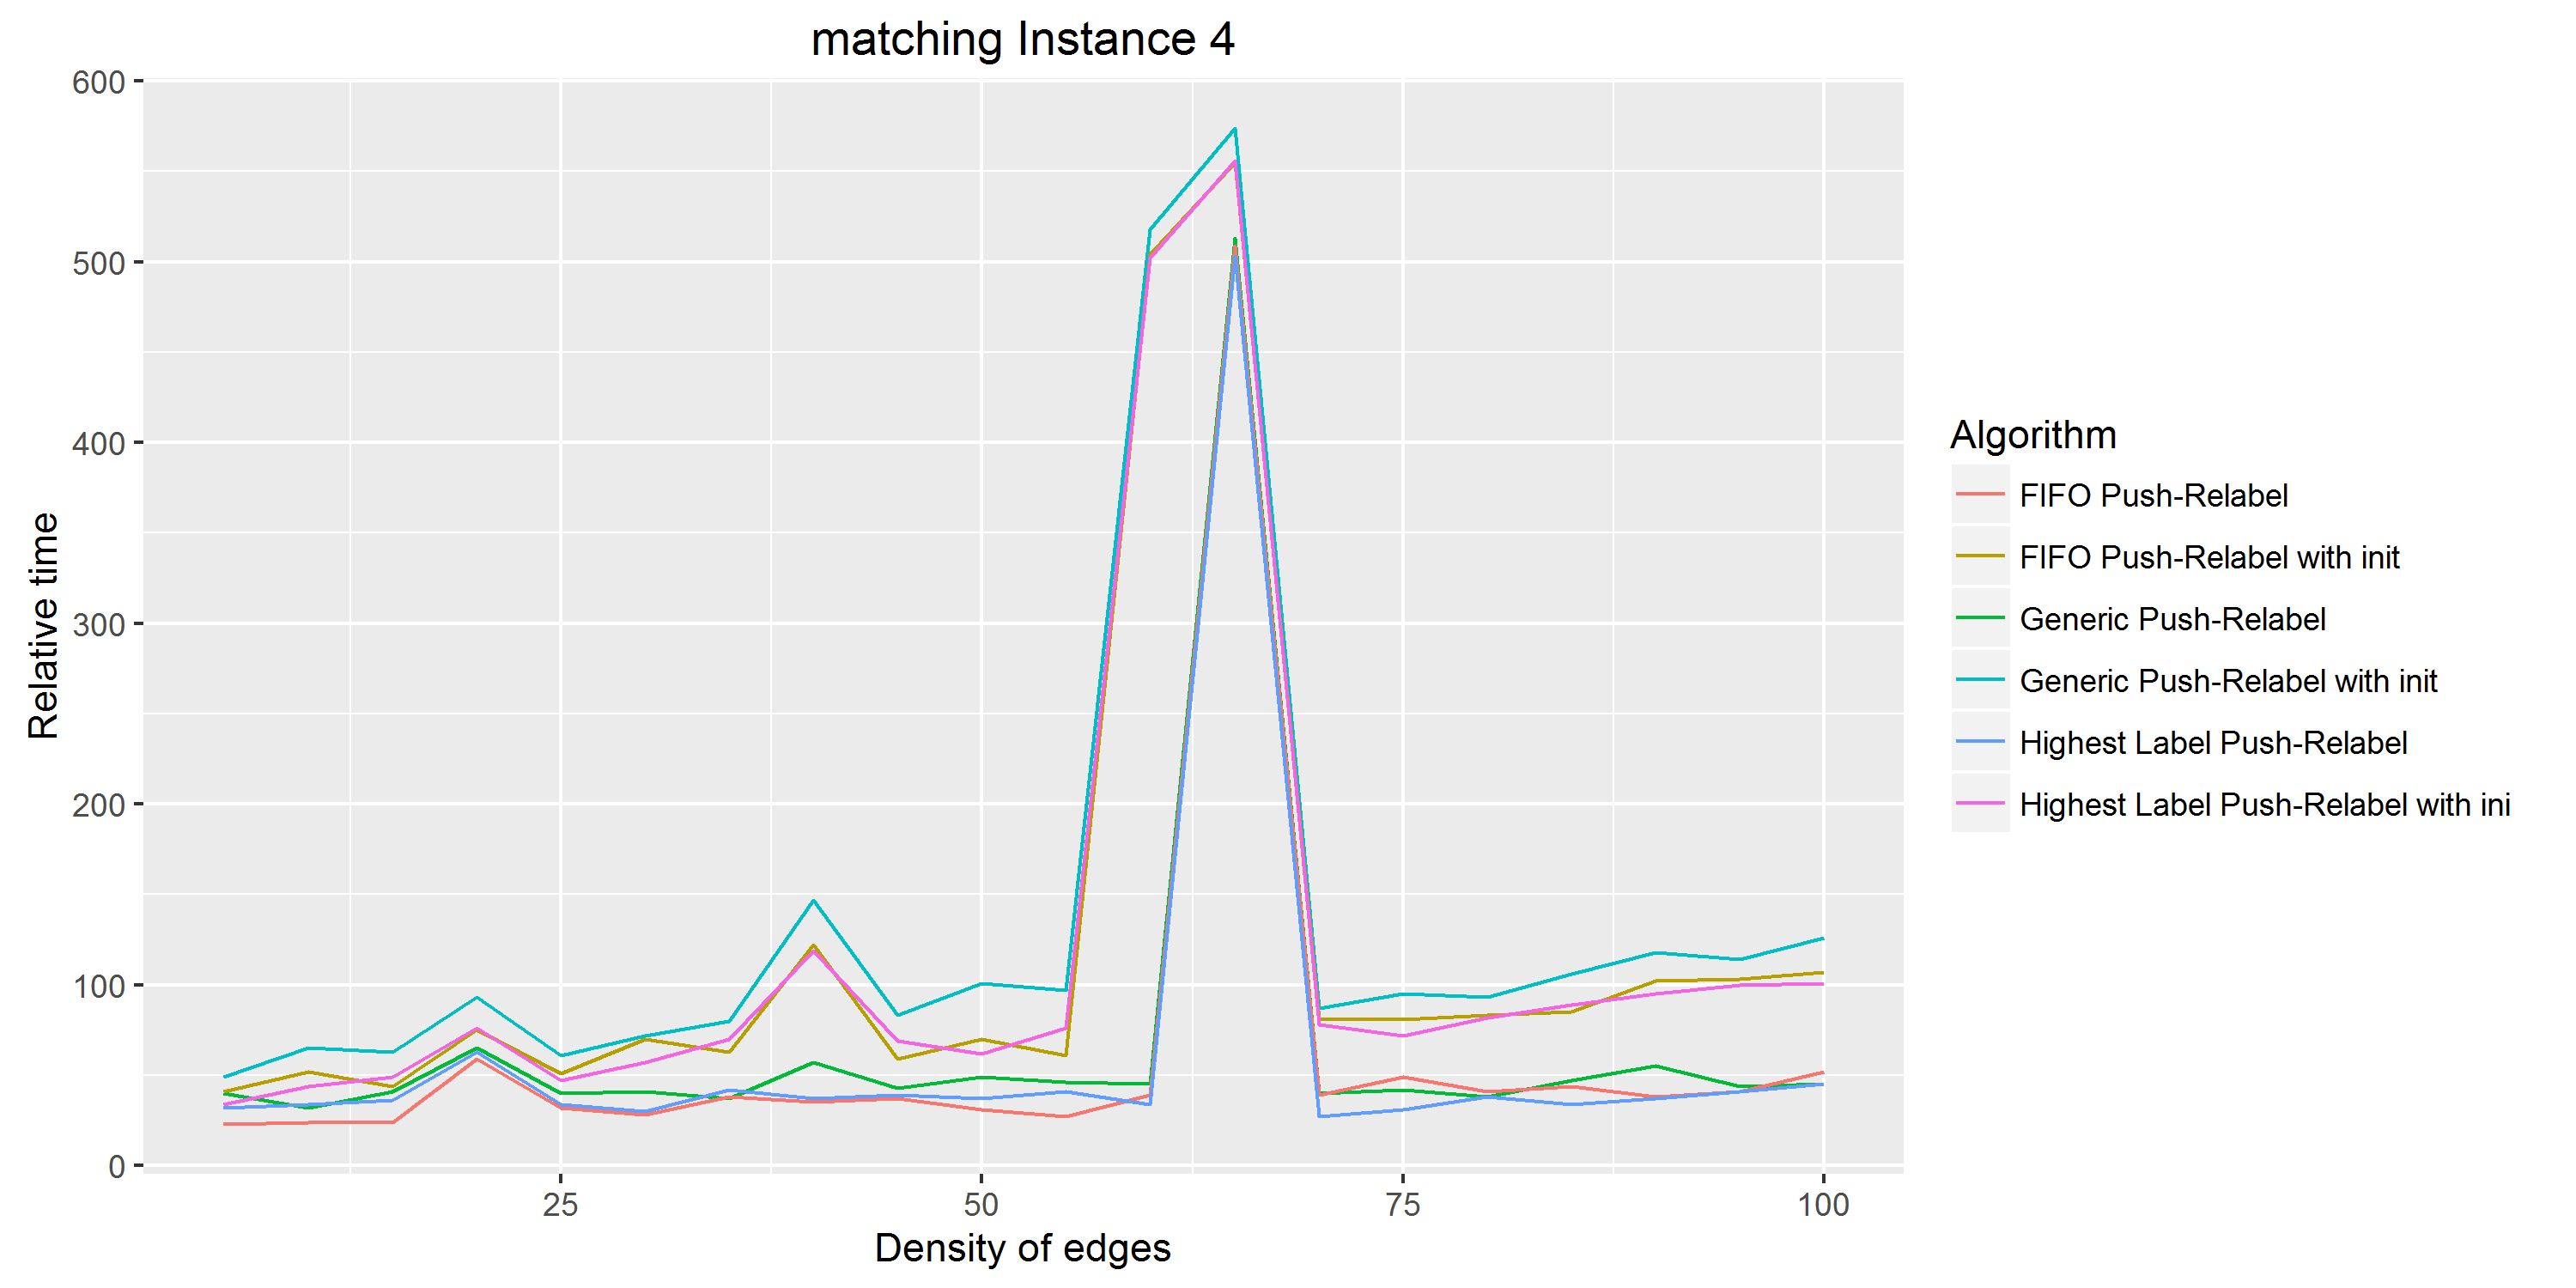 matching Instance 4
600
500
400
300
200
100
0
Relative time
25 50 75 100
Density of edges
Algorithm
FIFO Push-Relabel
FIFO Push-Relabel with init
Generic Push-Relabel
Generic Push-Relabel with init
Highest Label Push-Relabel
Highest Label Push-Relabel with ini